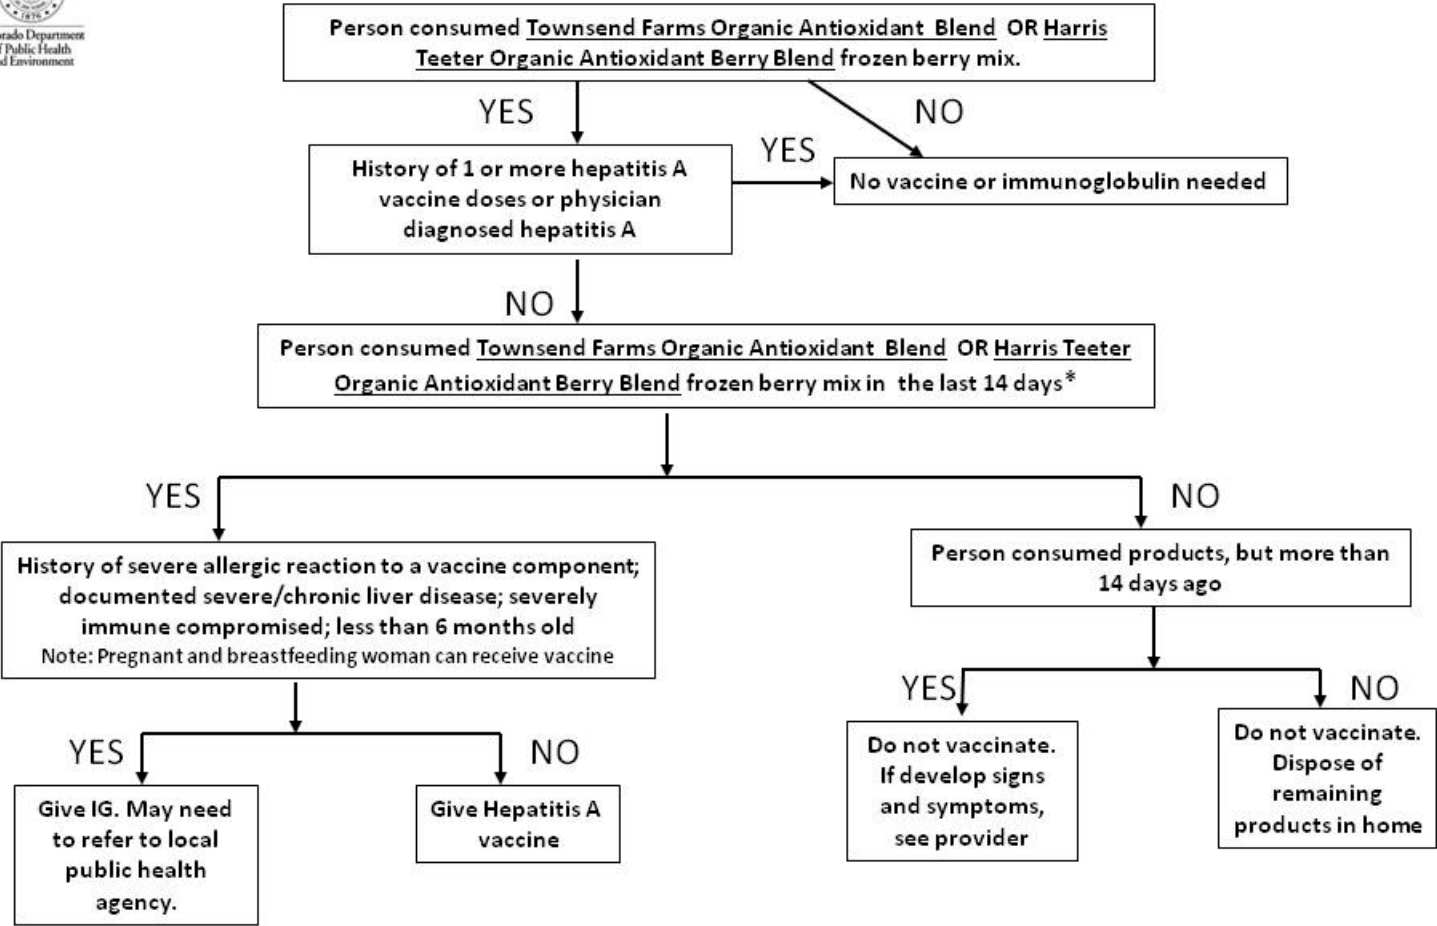 1876
rado Department
f Public Health
d Environment
Person consumed Townsend Farms Organic Antioxidant Blend OR Harris
Teeter Organic Antioxidant Berry Blend frozen berry mix.
YES
NO
History of 1 or more hepatitis A
vaccine doses or physician
diagnosed hepatitis A
YES
No vaccine or immunoglobulin needed
NO
Person consumed Townsend Farms Organic Antioxidant Blend OR Harris Teeter
Organic Antioxidant Berry Blend frozen berry mix in the last 14 days*
YES
NO
History of severe allergic reaction to a vaccine component;
documented severe/chronic liver disease; severely
immune compromised; less than 6 months old
Note: Pregnant and breastfeeding woman can receive vaccine
Person consumed products, but more than
14 days ago
YES
NO
Give IG. May need
to refer to local
public health
agency.
Give Hepatitis A
vaccine
YES
NO
Do not vaccinate.
If develop signs
and symptoms,
see provider
Do not vaccinate.
Dispose of
remaining
products in home